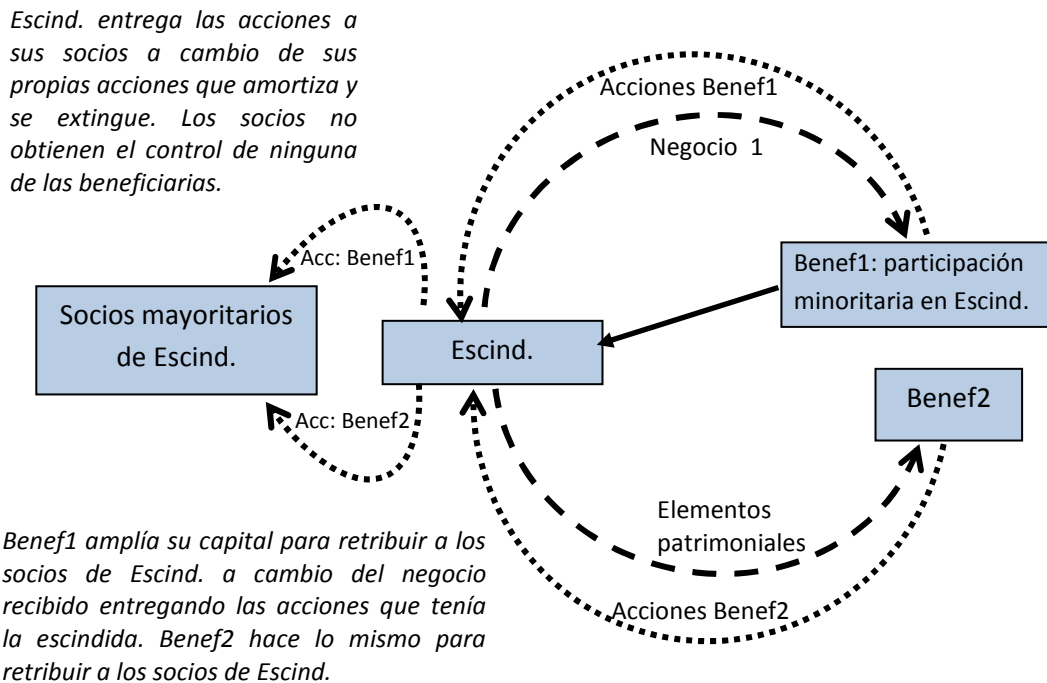 Escind. entrega las acciones a
sus socios a cambio de sus
propias acciones que amortiza y
se extingue. Los socios no
obtienen el control de ninguna
de las beneficiarias.
Acciones Benef1
Negocio 1
Acc: Benef1
Benef1: participación
minoritaria en Escind.
Socios mayoritarios
de Escind.
Escind.
Benef2
Acc: Benef2
Elementos
patrimoniales
Acciones Benef2
Benef1 amplía su capital para retribuir a los
socios de Escind. a cambio del negocio
recibido entregando las acciones que tenía
la escindida. Benef2 hace lo mismo para
retribuir a los socios de Escind.